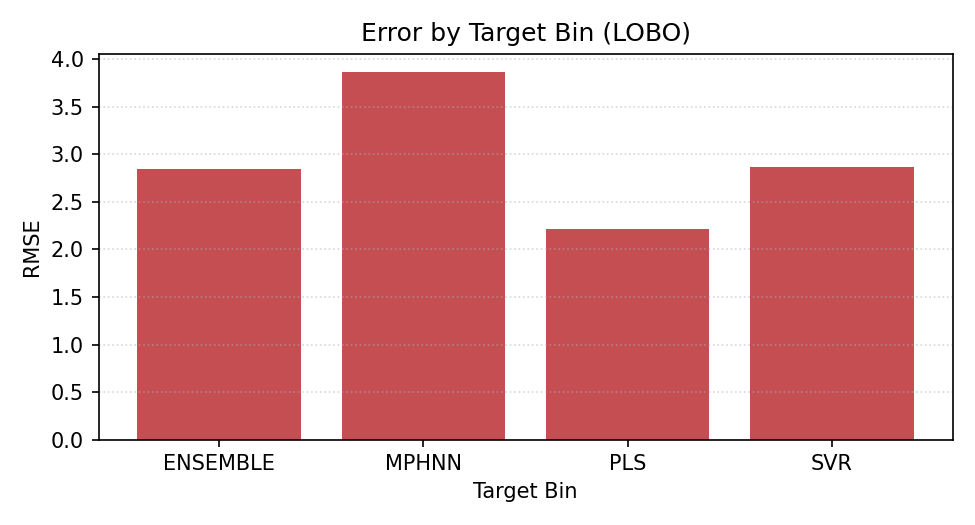 Error by Target Bin (LOBO)
RMSE
4.0
3.5
3.0
2.5
2.0
1.5
1.0
0.5
0.0
ENSEMBLE MPHNN PLS SVR
Target Bin